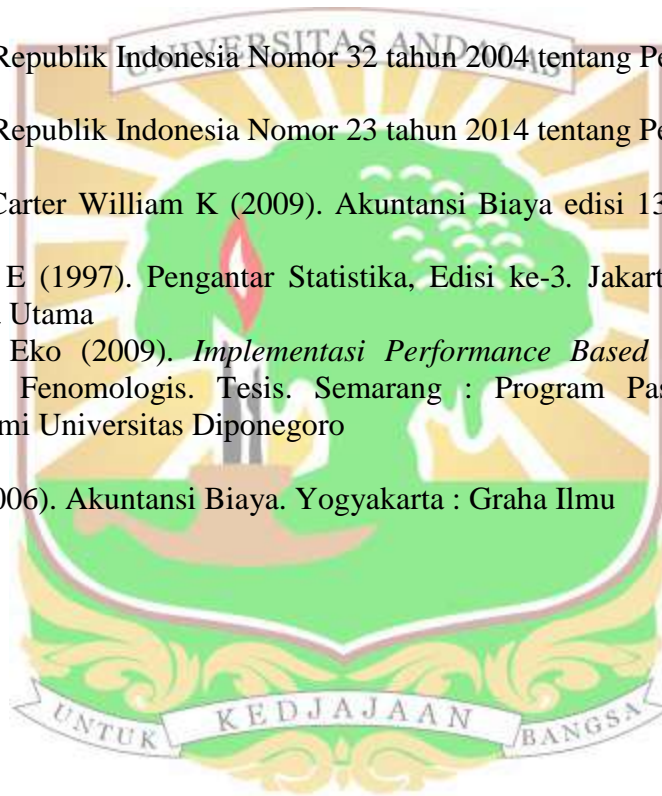 UNIVERSITAS ANDALAS
Republik Indonesia Nomor 32 tahun 2004 tentang Pe
Republik Indonesia Nomor 23 tahun 2014 tentang Pe
Carter William K (2009). Akuntansi Biaya edisi 13
E (1997). Pengantar Statistika, Edisi ke-3. Jakart
Utama
Eko (2009). Implementasi Performance Based
Fenomologis. Tesis. Semarang : Program Pas
mi Universitas Diponegoro
006). Akuntansi Biaya. Yogyakarta : Graha Ilmu
UNTUK KEDJAJAAN BANGSA